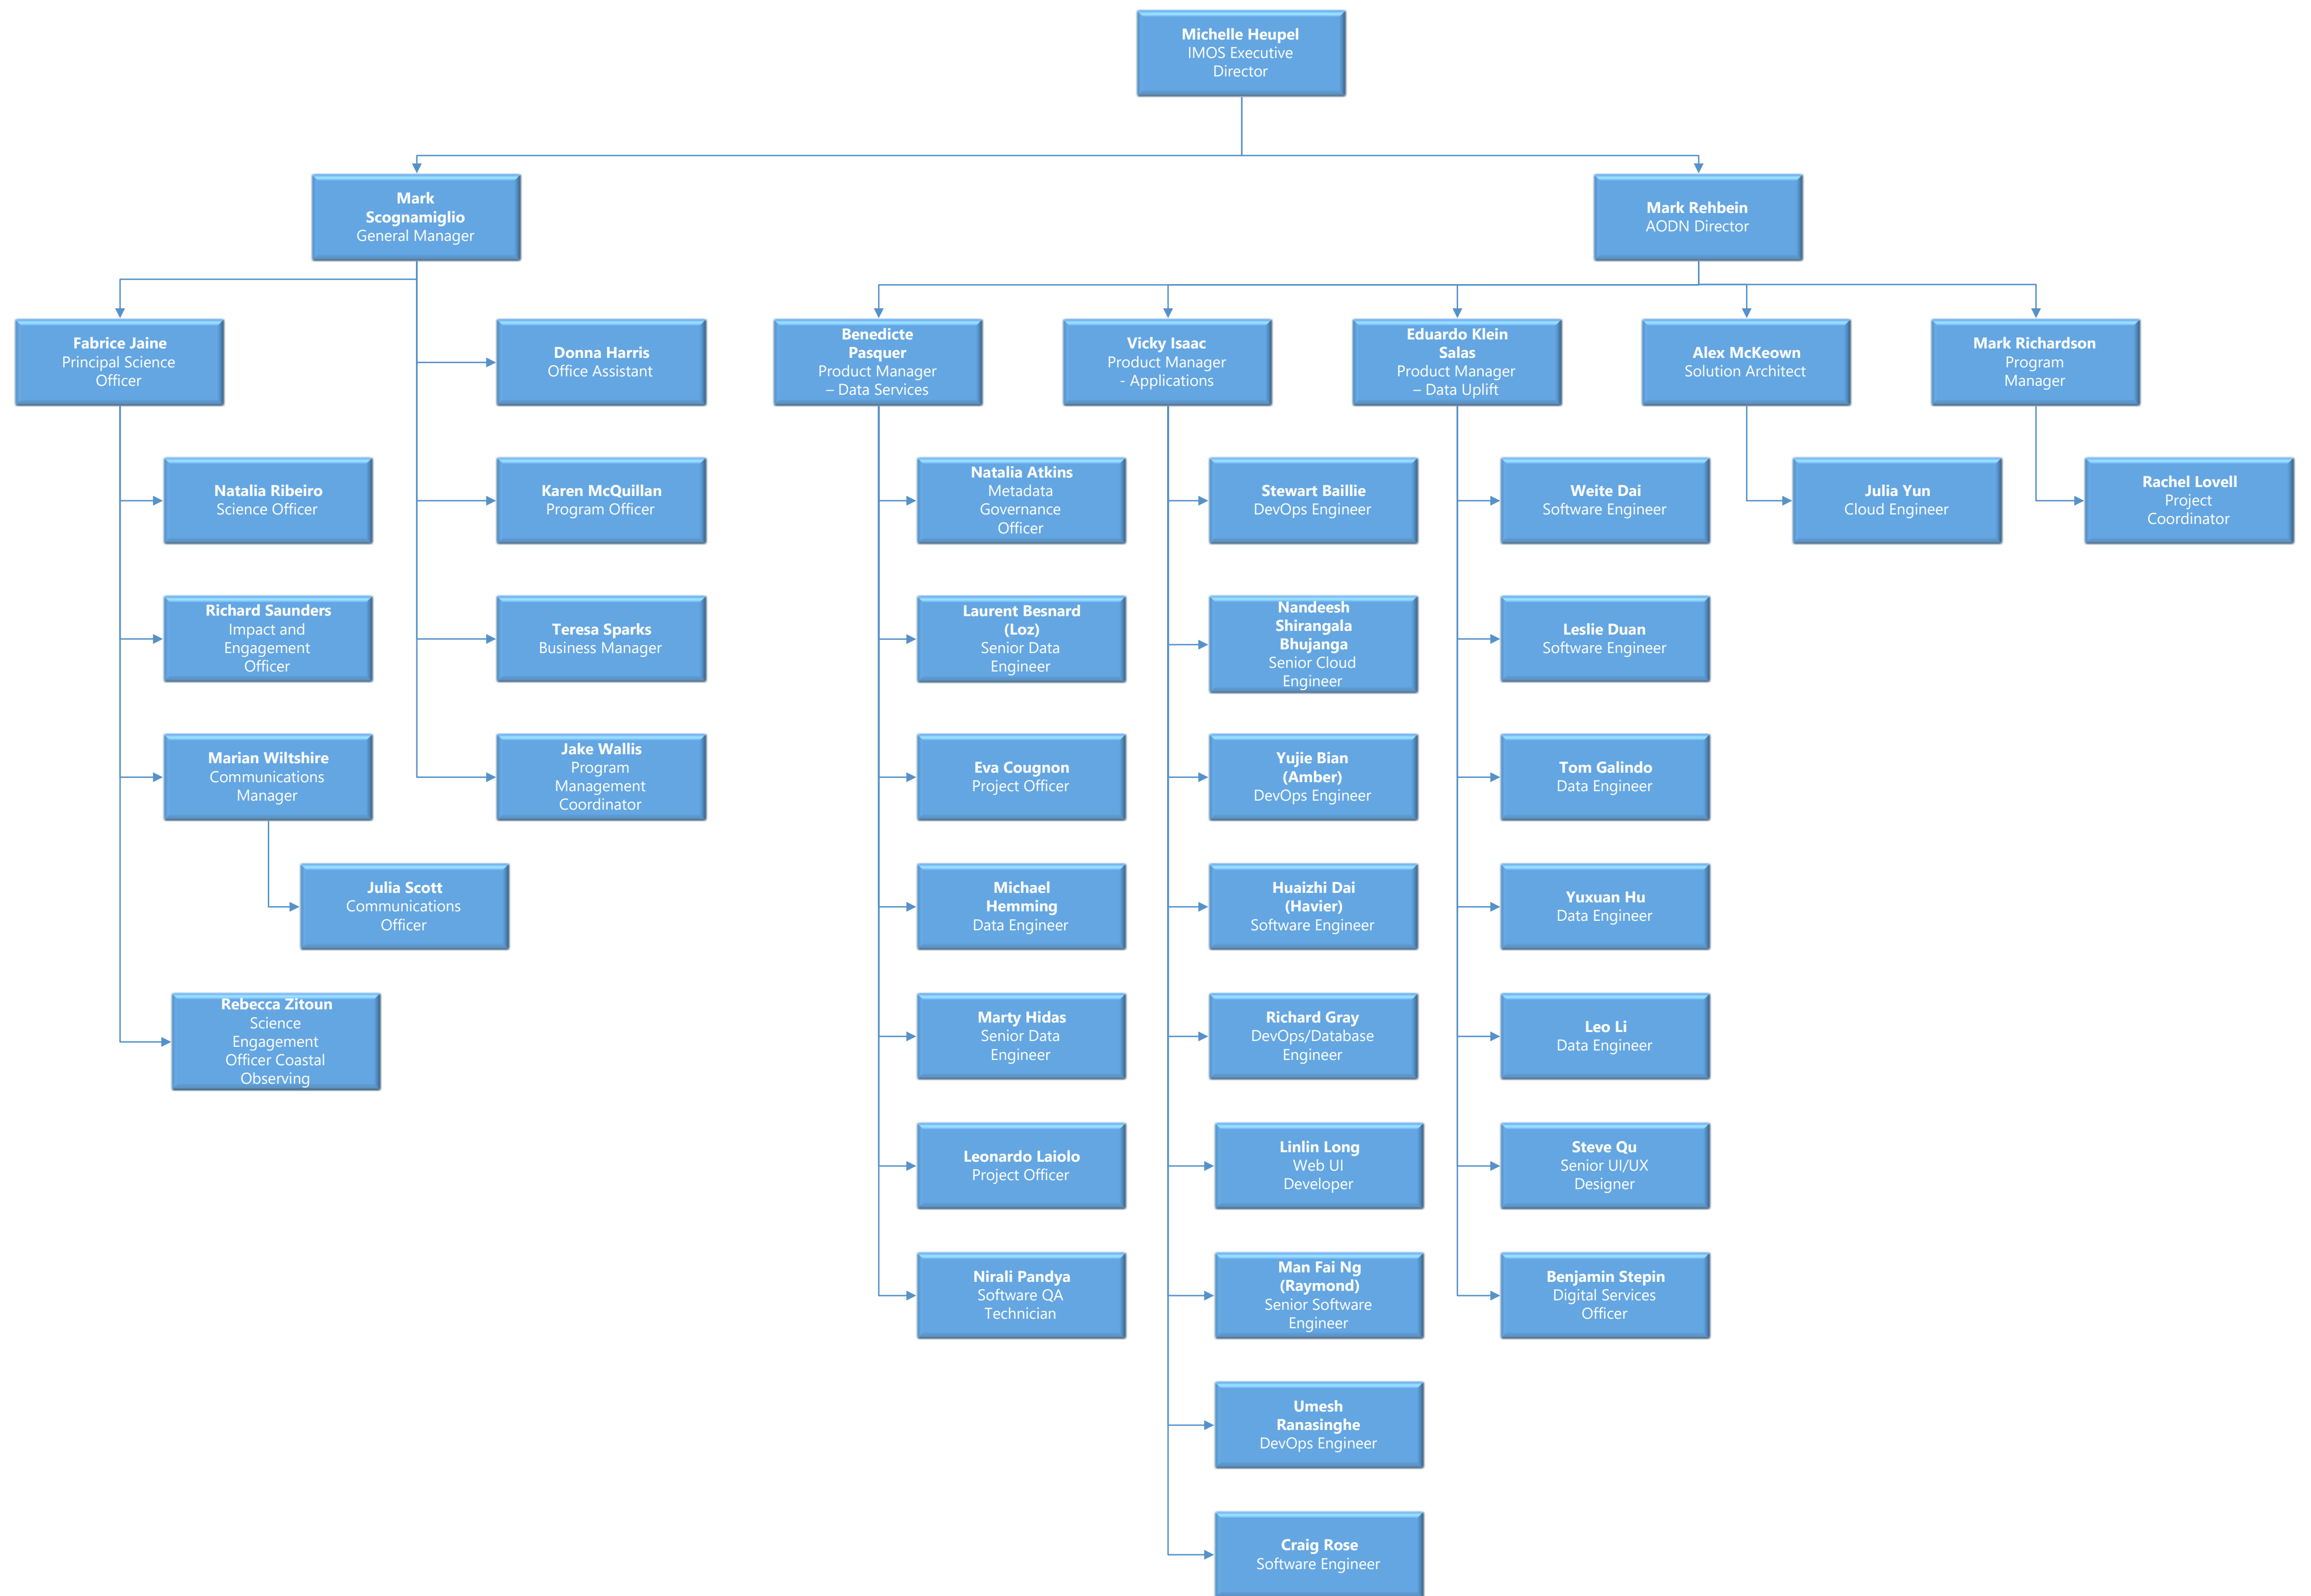 Michelle Heupel
IMOS Executive
Director
Mark
Scognamiglio
General Manager
Mark Rehbein
AODN Director
Fabrice Jaine
Principal Science
Officer
Donna Harris
Office Assistant
Benedicte
Pasquer
Product Manager
– Data Services
Vicky Isaac
Product Manager
- Applications
Eduardo Klein
Salas
Product Manager
– Data Uplift
Alex McKeown
Solution Architect
Mark Richardson
Program
Manager
Natalia Ribeiro
Science Officer
Karen McQuillan
Program Officer
Natalia Atkins
Metadata
Governance
Officer
Stewart Baillie
DevOps Engineer
Weite Dai
Software Engineer
Julia Yun
Cloud Engineer
Rachel Lovell
Project
Coordinator
Richard Saunders
Impact and
Engagement
Officer
Teresa Sparks
Business Manager
Laurent Besnard
(Loz)
Senior Data
Engineer
Nandeesh
Shirangala
Bhujanga
Senior Cloud
Engineer
Leslie Duan
Software Engineer
Marian Wiltshire
Communications
Manager
Jake Wallis
Program
Management
Coordinator
Eva Cougnon
Project Officer
Yujie Bian
(Amber)
DevOps Engineer
Tom Galindo
Data Engineer
Julia Scott
Communications
Officer
Michael
Hemming
Data Engineer
Huaizhi Dai
(Havier)
Software Engineer
Yuxuan Hu
Data Engineer
Rebecca Zitoun
Science
Engagement
Officer Coastal
Observing
Marty Hidas
Senior Data
Engineer
Richard Gray
DevOps/Database
Engineer
Leo Li
Data Engineer
Leonardo Laiolo
Project Officer
Linlin Long
Web UI
Developer
Steve Qu
Senior UI/UX
Designer
Nirali Pandya
Software QA
Technician
Man Fai Ng
(Raymond)
Senior Software
Engineer
Benjamin Stepin
Digital Services
Officer
Umesh
Ranasinghe
DevOps Engineer
Craig Rose
Software Engineer